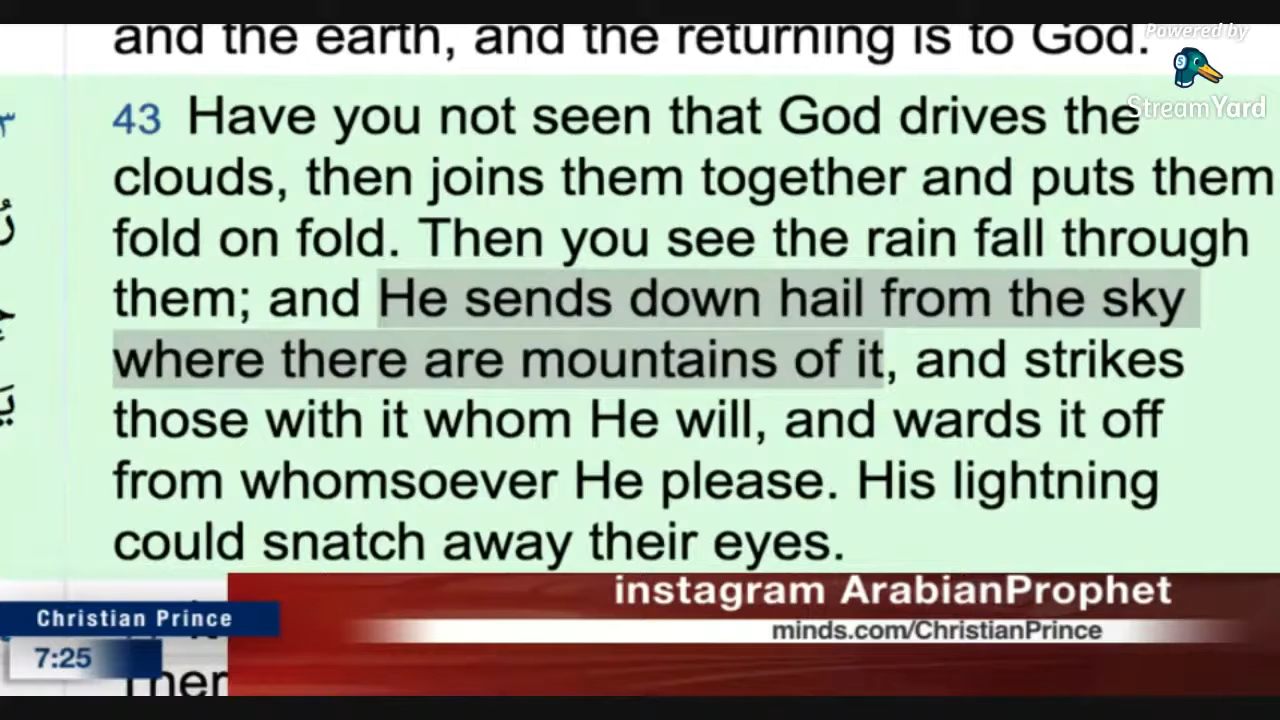 and the earth, and the returning is to God.
Powered by
StreamYard
43 Have you not seen that God drives the
clouds, then joins them together and puts them
fold on fold. Then you see the rain fall through
them; and He sends down hail from the sky
where there are mountains of it, and strikes
those with it whom He will, and wards it off
from whomsoever He please. His lightning
could snatch away their eyes.
instagram ArabianProphet
minds.com/ChristianPrince
Christian Prince
7:25